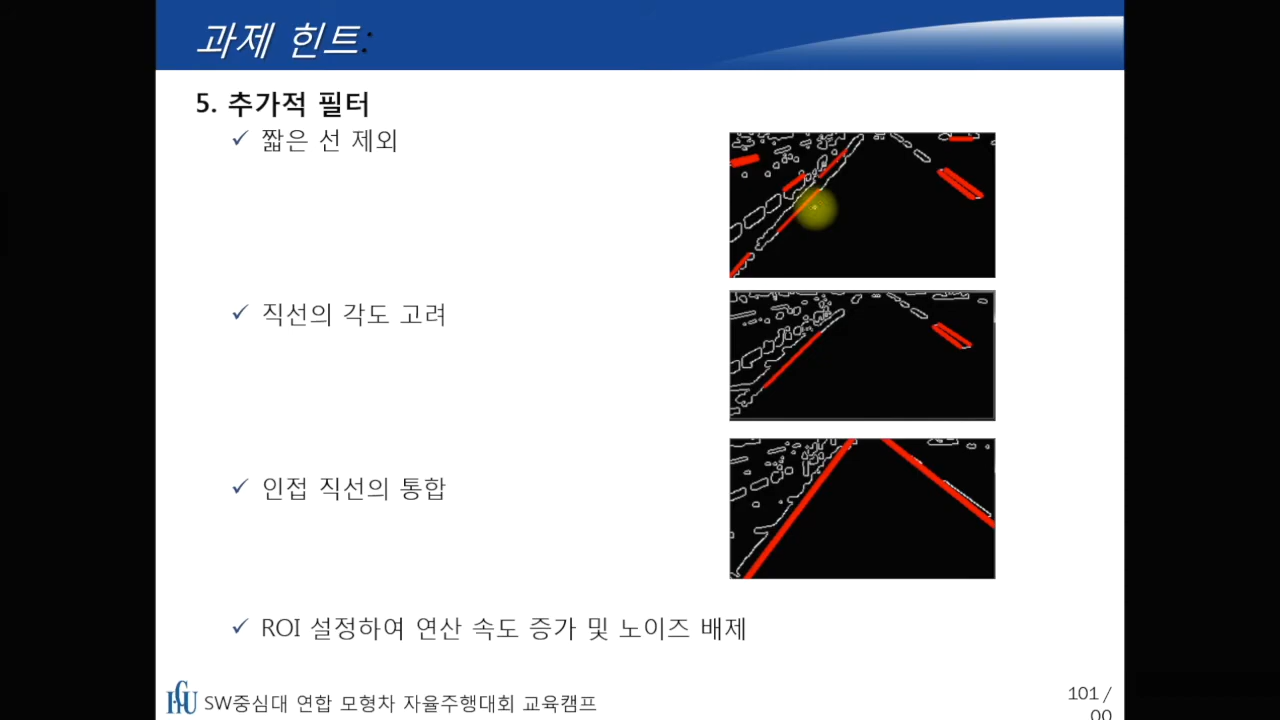 과제 힌트:
5. 추가적 필터
✓ 짧은 선 제외
✓ 직선의 각도 고려
✓ 인접 직선의 통합
✓ ROI 설정하여 연산 속도 증가 및 노이즈 배제
HGU SW중심대 연합 모형차 자율주행대회 교육캠프
101 /
00